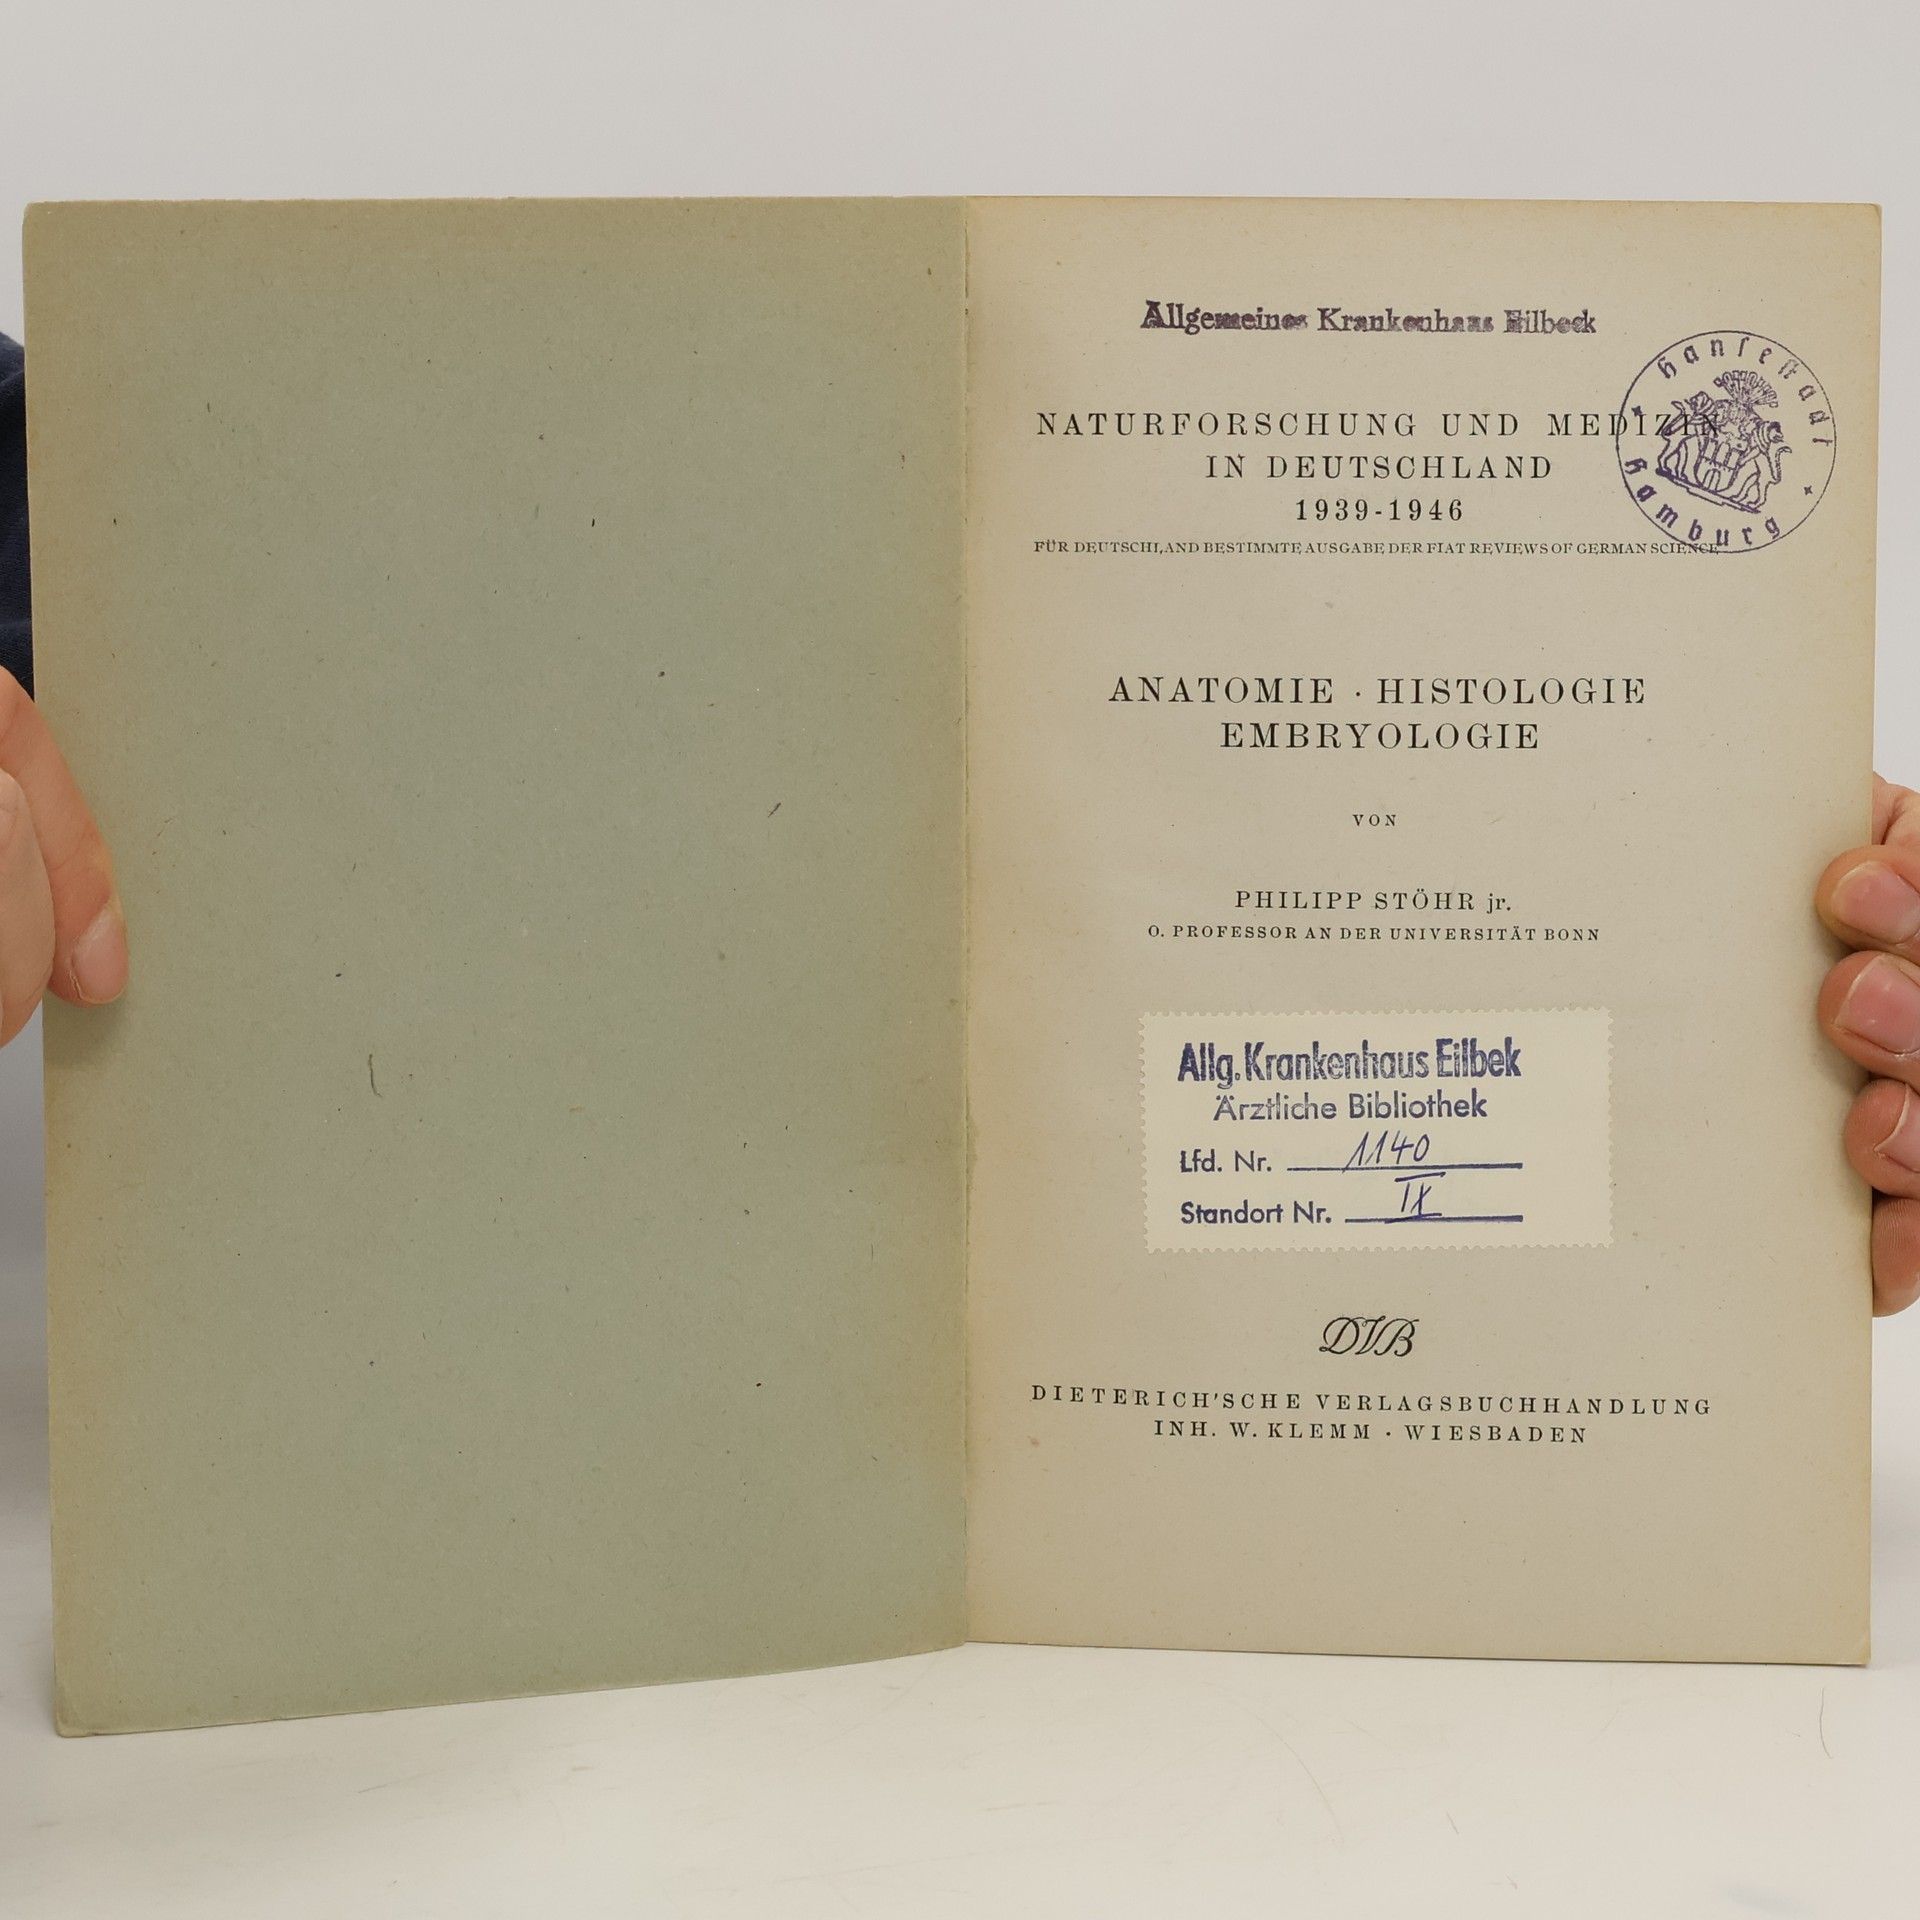 Allgemeines Krankenhaus Eilbeck
Hansestadt
Hamburg
NATURFORSCHUNG UND MEDIZIN
IN DEUTSCHLAND
1939-1946
FÜR DEUTSCHLAND BESTIMMTE AUSGABE DER FIAT REVIEWS OF GERMAN SCIENCE
ANATOMIE · HISTOLOGIE
EMBRYOLOGIE
VON
PHILIPP STÖHR jr.
O. PROFESSOR AN DER UNIVERSITÄT BONN
Allg. Krankenhaus Eilbek
Ärztliche Bibliothek
Lfd. Nr. 1140
Standort Nr. IX
DVB
DIETERICH'SCHE VERLAGSBUCHHANDLUNG
INH. W. KLEMM · WIESBADEN